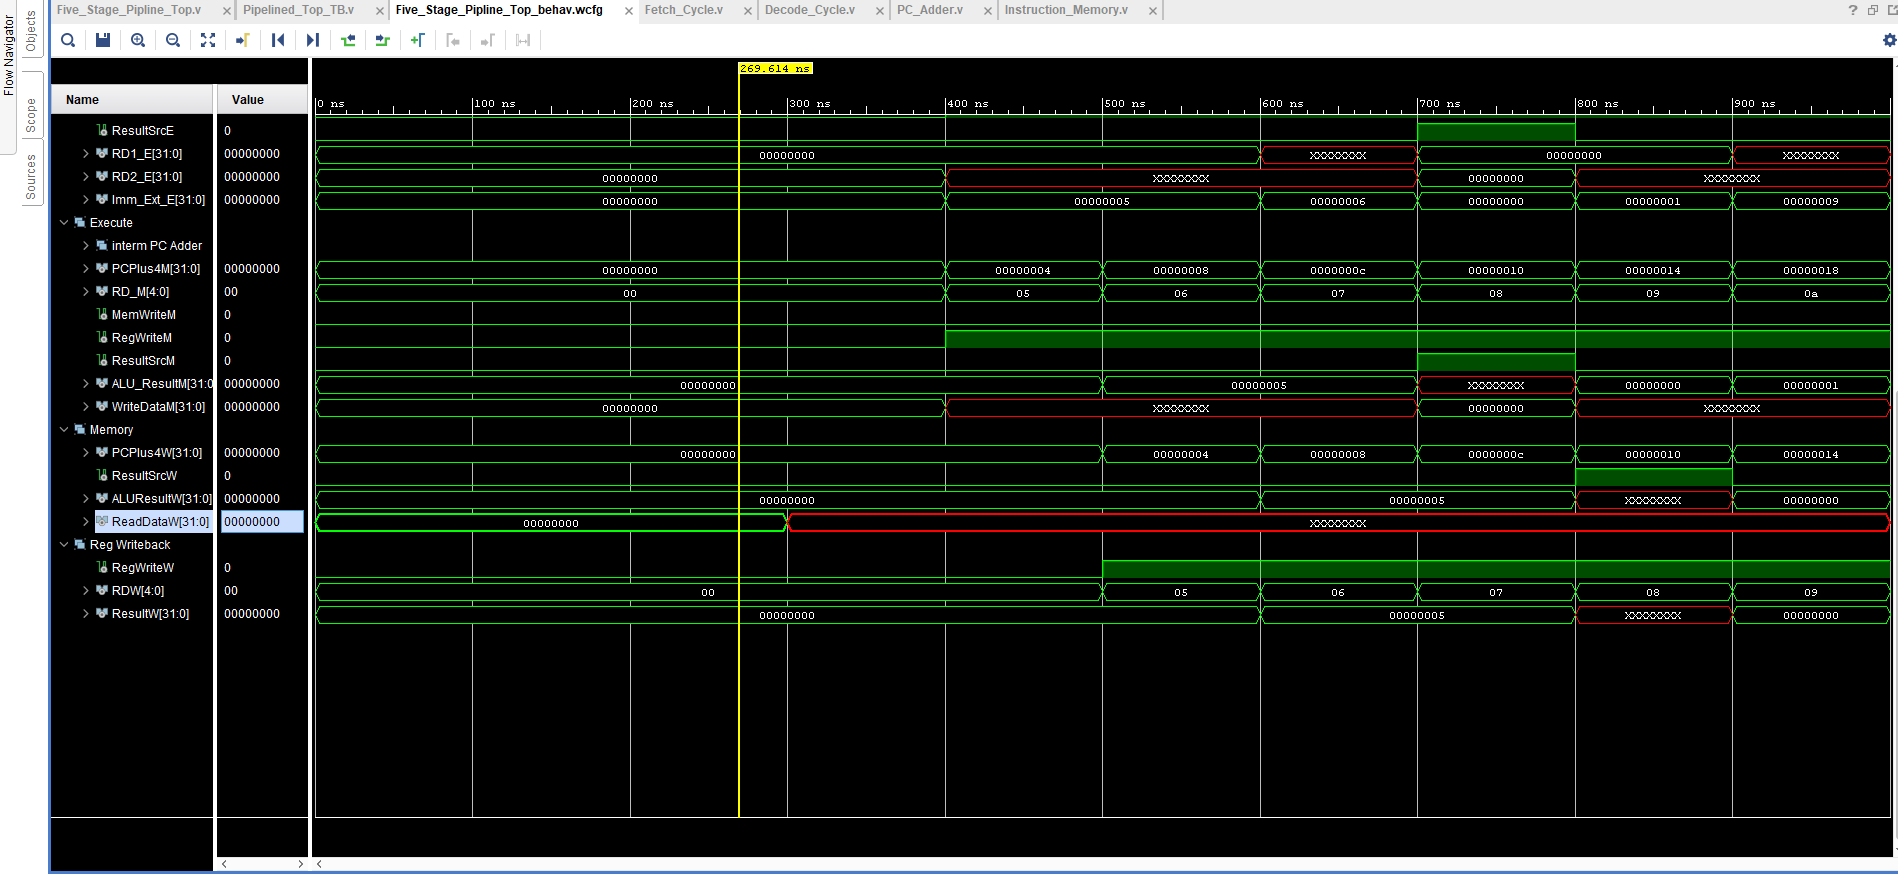 Five_Stage_Pipline_Top.v Pipelined_Top_TB.v Five_Stage_Pipline_Top_behav.wcfg Fetch_Cycle.v Decode_Cycle.v PC_Adder.v Instruction_Memory.v
Flow Navigator
Objects
Scope
Sources
269.614 ns
Name Value
0 ns 100 ns 200 ns 300 ns 400 ns 500 ns 600 ns 700 ns 800 ns 900 ns
ResultSrcE 0
RD1_E[31:0] 00000000 00000000 XXXXXXXX 00000000 XXXXXXXX
RD2_E[31:0] 00000000 00000000 XXXXXXXX 00000000 XXXXXXXX
Imm_Ext_E[31:0] 00000000 00000000 00000005 00000006 00000000 00000001 00000009
Execute
interm PC Adder
PCPlus4M[31:0] 00000000 00000000 00000004 00000008 0000000c 00000010 00000014 00000018
RD_M[4:0] 00 00 05 06 07 08 09 0a
MemWriteM 0
RegWriteM 0
ResultSrcM 0
ALU_ResultM[31:0 00000000 00000000 00000005 XXXXXXXX 00000000 00000001
WriteDataM[31:0] 00000000 00000000 XXXXXXXX 00000000 XXXXXXXX
Memory
PCPlus4W[31:0] 00000000 00000000 00000004 00000008 0000000c 00000010 00000014
ResultSrcW 0
ALUResultW[31:0] 00000000 00000000 00000005 XXXXXXXX 00000000
ReadDataW[31:0] 00000000 00000000 XXXXXXXX
Reg Writeback
RegWriteW 0
RDW[4:0] 00 00 05 06 07 08 09
ResultW[31:0] 00000000 00000000 00000005 XXXXXXXX 00000000